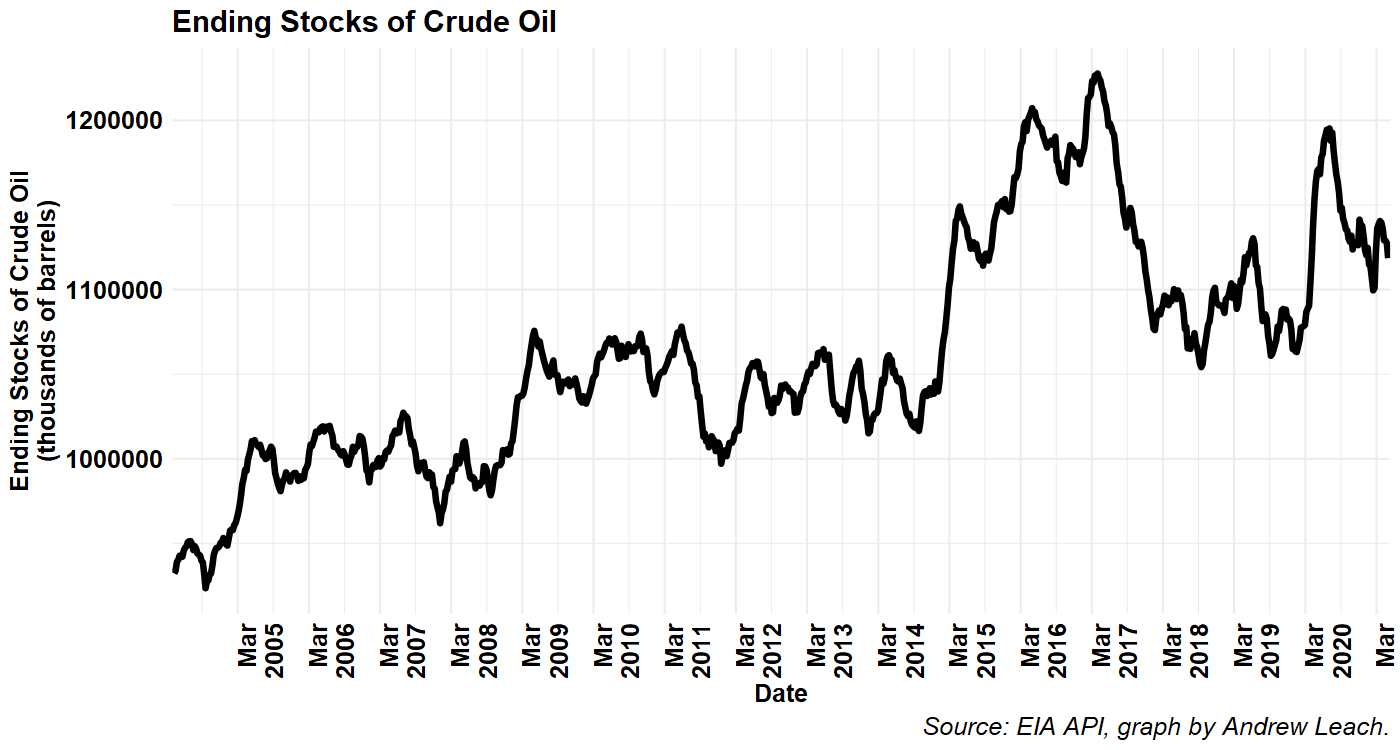 Ending Stocks of Crude Oil
Ending Stocks of Crude Oil
(thousands of barrels)
1200000
1100000
1000000
Mar
2005
Mar
2006
Mar
2007
Mar
2008
Mar
2009
Mar
2010
Mar
2011
Mar
2012
Mar
2013
Mar
2014
Mar
2015
Mar
2016
Mar
2017
Mar
2018
Mar
2019
Mar
2020
Mar
Date
Source: EIA API, graph by Andrew Leach.